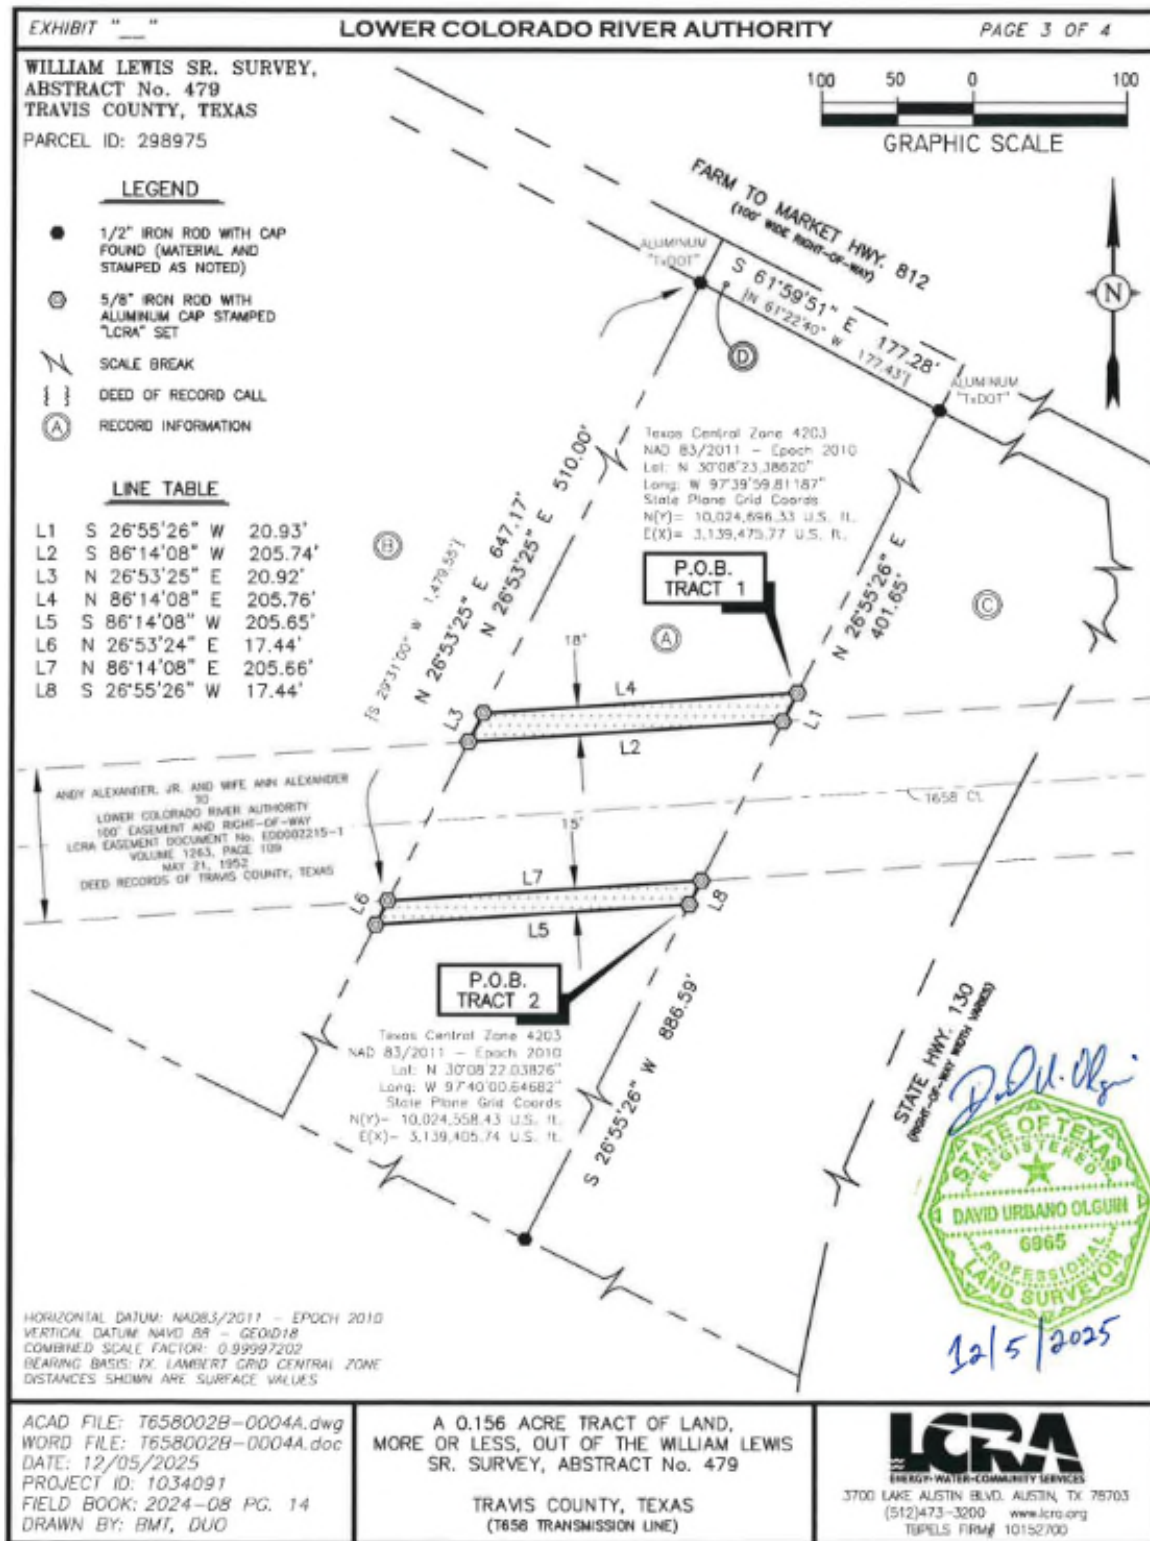 EXHIBIT "__"
LOWER COLORADO RIVER AUTHORITY
PAGE 3 OF 4
WILLIAM LEWIS SR. SURVEY,
ABSTRACT No. 479
TRAVIS COUNTY, TEXAS
PARCEL ID: 298975
100 50 0 100
GRAPHIC SCALE
LEGEND
1/2" IRON ROD WITH CAP
FOUND (MATERIAL AND
STAMPED AS NOTED)
5/8" IRON ROD WITH
ALUMINUM CAP STAMPED
"LCRA" SET
SCALE BREAK
{ } DEED OF RECORD CALL
A RECORD INFORMATION
LINE TABLE
L1 S 26°55'26" W 20.93'
L2 S 86°14'08" W 205.74'
L3 N 26°53'25" E 20.92'
L4 N 86°14'08" E 205.76'
L5 S 86°14'08" W 205.65'
L6 N 26°53'24" E 17.44'
L7 N 86°14'08" E 205.66'
L8 S 26°55'26" W 17.44'
FARM TO MARKET HWY. 812
(100' WIDE RIGHT-OF-WAY)
ALUMINUM
"TxDOT"
S 61°59'51" E 177.28'
[N 61°22'40" W 177.43']
D
ALUMINUM
"TxDOT"
N
Texas Central Zone 4203
NAD 83/2011 - Epoch 2010
Lat: N 30°08'23.38620"
Long: W 97°39'59.81187"
State Plane Grid Coords
N(Y)= 10,024,696.33 U.S. ft.
E(X)= 3,139,475.77 U.S. ft.
P.O.B.
TRACT 1
N 26°55'26" E
401.65'
B
A
C
[S 29°31'00" W 1,479.55']
N 26°53'25" E 647.17'
N 26°53'25" E 510.00'
18'
L4
L3
L2
L1
ANDY ALEXANDER, JR. AND WIFE ANN ALEXANDER
TO
LOWER COLORADO RIVER AUTHORITY
100' EASEMENT AND RIGHT-OF-WAY
LCRA EASEMENT DOCUMENT No. ED0002215-1
VOLUME 1263, PAGE 109
MAY 21, 1952
DEED RECORDS OF TRAVIS COUNTY, TEXAS
T658 CL
15'
L7
L6
L5
L8
P.O.B.
TRACT 2
Texas Central Zone 4203
NAD 83/2011 - Epoch 2010
Lat: N 30°08'22.03826"
Long: W 97°40'00.64682"
State Plane Grid Coords
N(Y)- 10,024,558.43 U.S. ft.
E(X)- 3,139,405.74 U.S. ft.
S 26°55'26" W 886.59'
STATE HWY. 130
(RIGHT-OF-WAY WIDTH VARIES)
STATE OF TEXAS
REGISTERED
DAVID URBANO OLGUIN
6965
PROFESSIONAL
LAND SURVEYOR
12/5/2025
HORIZONTAL DATUM: NAD83/2011 - EPOCH 2010
VERTICAL DATUM: NAVD 88 - GEOID18
COMBINED SCALE FACTOR: 0.99997202
BEARING BASIS: TX. LAMBERT GRID CENTRAL ZONE
DISTANCES SHOWN ARE SURFACE VALUES
ACAD FILE: T658002B-0004A.dwg
WORD FILE: T658002B-0004A.doc
DATE: 12/05/2025
PROJECT ID: 1034091
FIELD BOOK: 2024-08 PG. 14
DRAWN BY: BMT, DUO
A 0.156 ACRE TRACT OF LAND,
MORE OR LESS, OUT OF THE WILLIAM LEWIS
SR. SURVEY, ABSTRACT No. 479
TRAVIS COUNTY, TEXAS
(T658 TRANSMISSION LINE)
LCRA
ENERGY•WATER•COMMUNITY SERVICES
3700 LAKE AUSTIN BLVD. AUSTIN, TX 78703
(512)473-3200 www.lcra.org
TBPELS FIRM# 10152700